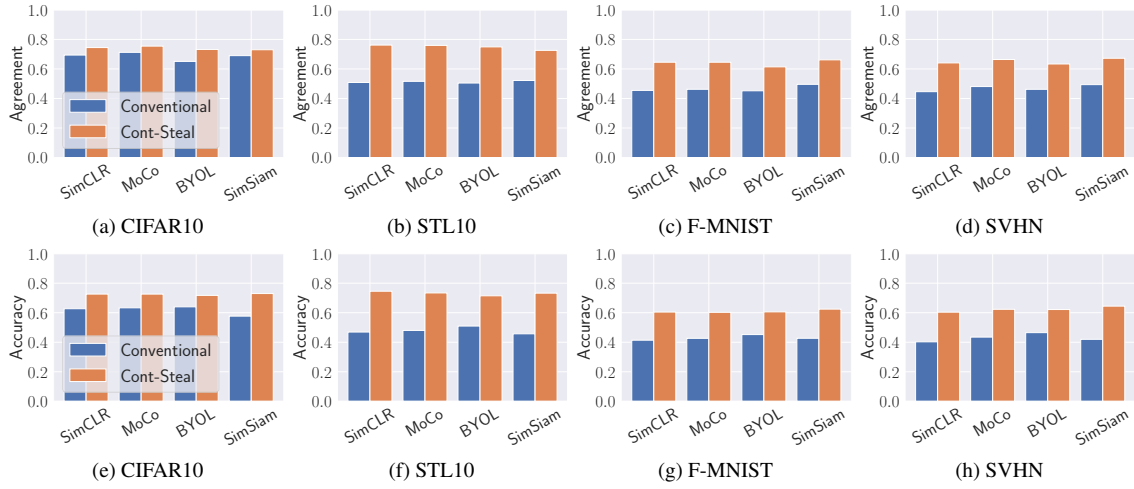 Agreement
1.0
0.8
0.6
0.4
0.2
0.0
Conventional
Cont-Steal
SimCLR
MoCo
BYOL
SimSiam
(a) CIFAR10
Agreement
1.0
0.8
0.6
0.4
0.2
0.0
SimCLR
MoCo
BYOL
SimSiam
(b) STL10
Agreement
1.0
0.8
0.6
0.4
0.2
0.0
SimCLR
MoCo
BYOL
SimSiam
(c) F-MNIST
Agreement
1.0
0.8
0.6
0.4
0.2
0.0
SimCLR
MoCo
BYOL
SimSiam
(d) SVHN
Accuracy
1.0
0.8
0.6
0.4
0.2
0.0
Conventional
Cont-Steal
SimCLR
MoCo
BYOL
SimSiam
(e) CIFAR10
Accuracy
1.0
0.8
0.6
0.4
0.2
0.0
SimCLR
MoCo
BYOL
SimSiam
(f) STL10
Accuracy
1.0
0.8
0.6
0.4
0.2
0.0
SimCLR
MoCo
BYOL
SimSiam
(g) F-MNIST
Accuracy
1.0
0.8
0.6
0.4
0.2
0.0
SimCLR
MoCo
BYOL
SimSiam
(h) SVHN